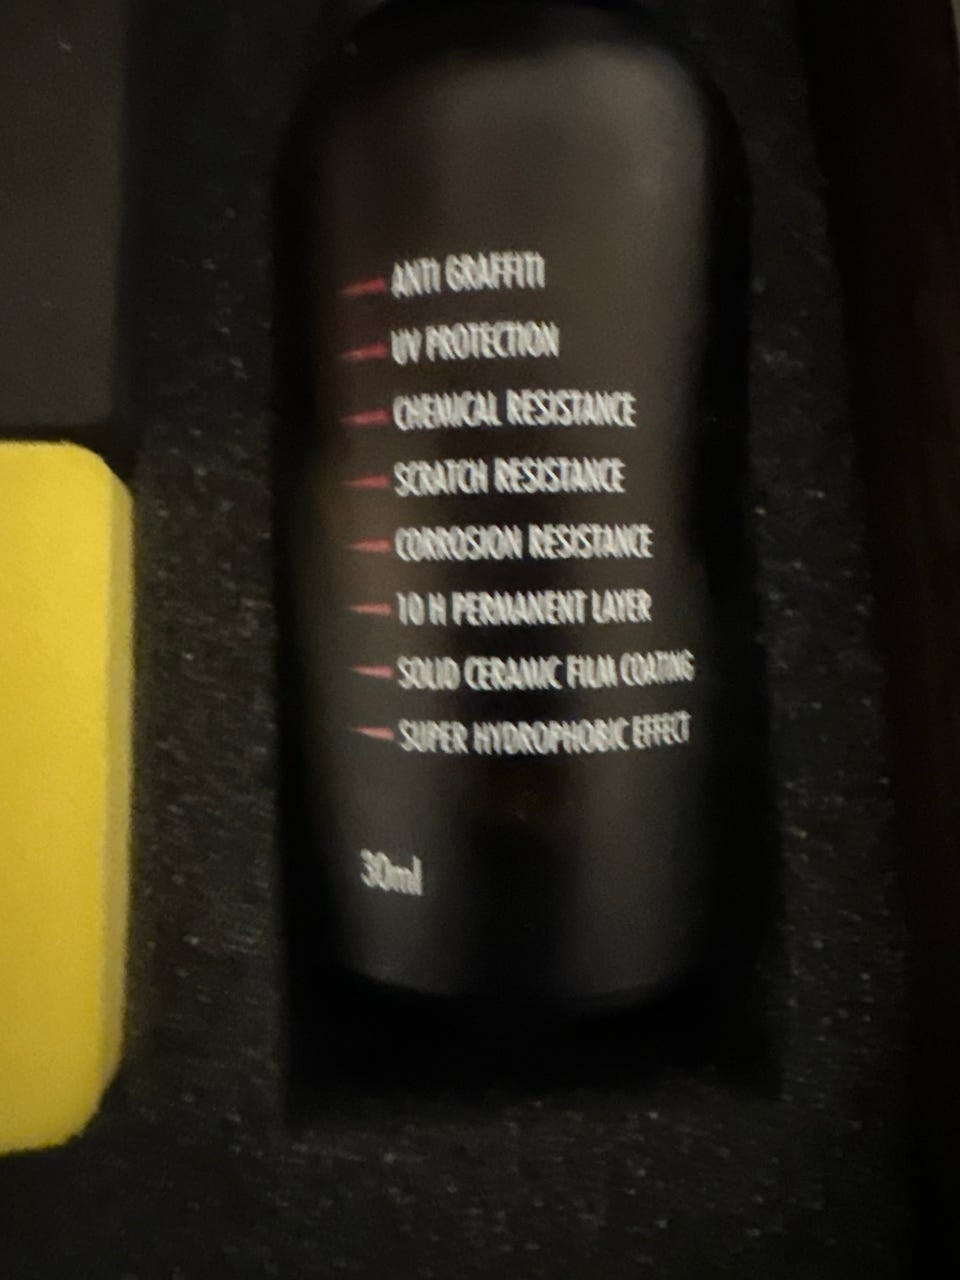 ANTI GRAFFITI
UV PROTECTION
CHEMICAL RESISTANCE
SCRATCH RESISTANCE
CORROSION RESISTANCE
10 H PERMANENT LAYER
SOLID CERAMIC FILM COATING
SUPER HYDROPHOBIC EFFECT
30ml